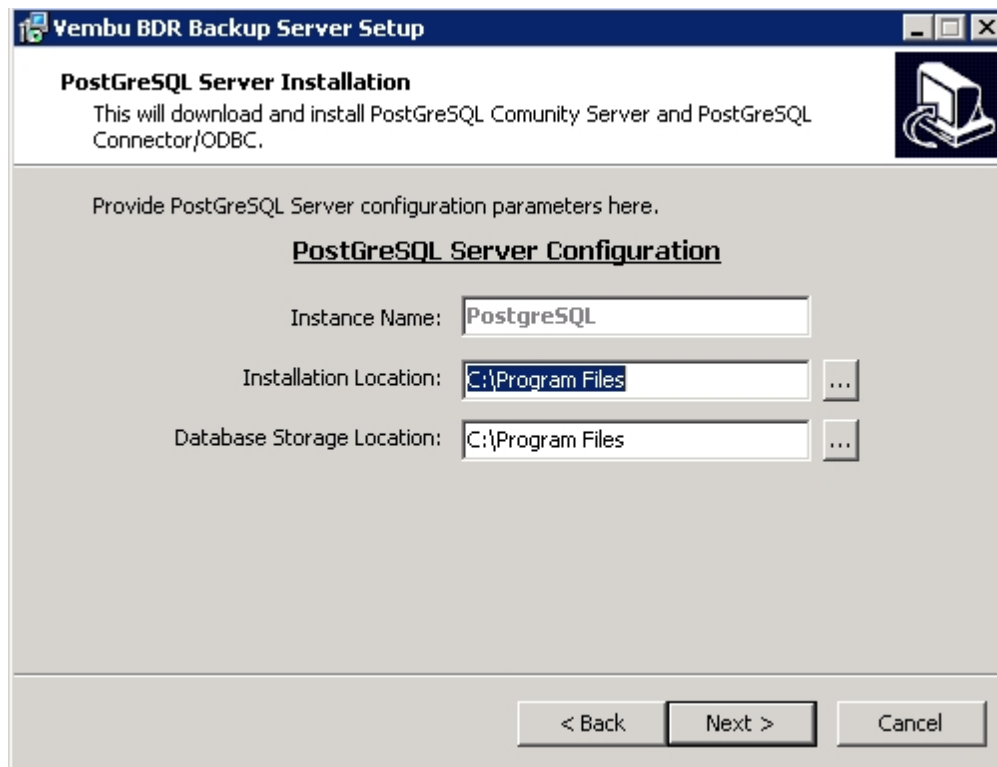 Vembu BDR Backup Server Setup
PostGreSQL Server Installation
This will download and install PostGreSQL Comunity Server and PostGreSQL
Connector/ODBC.
Provide PostGreSQL Server configuration parameters here.
PostGreSQL Server Configuration
Instance Name: PostgreSQL
Installation Location: C:\Program Files ...
Database Storage Location: C:\Program Files ...
< Back Next > Cancel